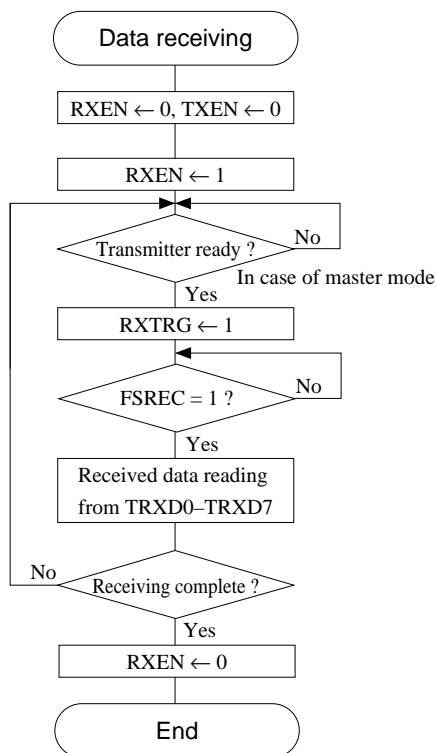 Data receiving
RXEN ← 0, TXEN ← 0
RXEN ← 1
Transmitter ready ?
No
In case of master mode
Yes
RXTRG ← 1
FSREC = 1 ?
No
Yes
Received data reading
from TRXD0–TRXD7
No
Receiving complete ?
Yes
RXEN ← 0
End